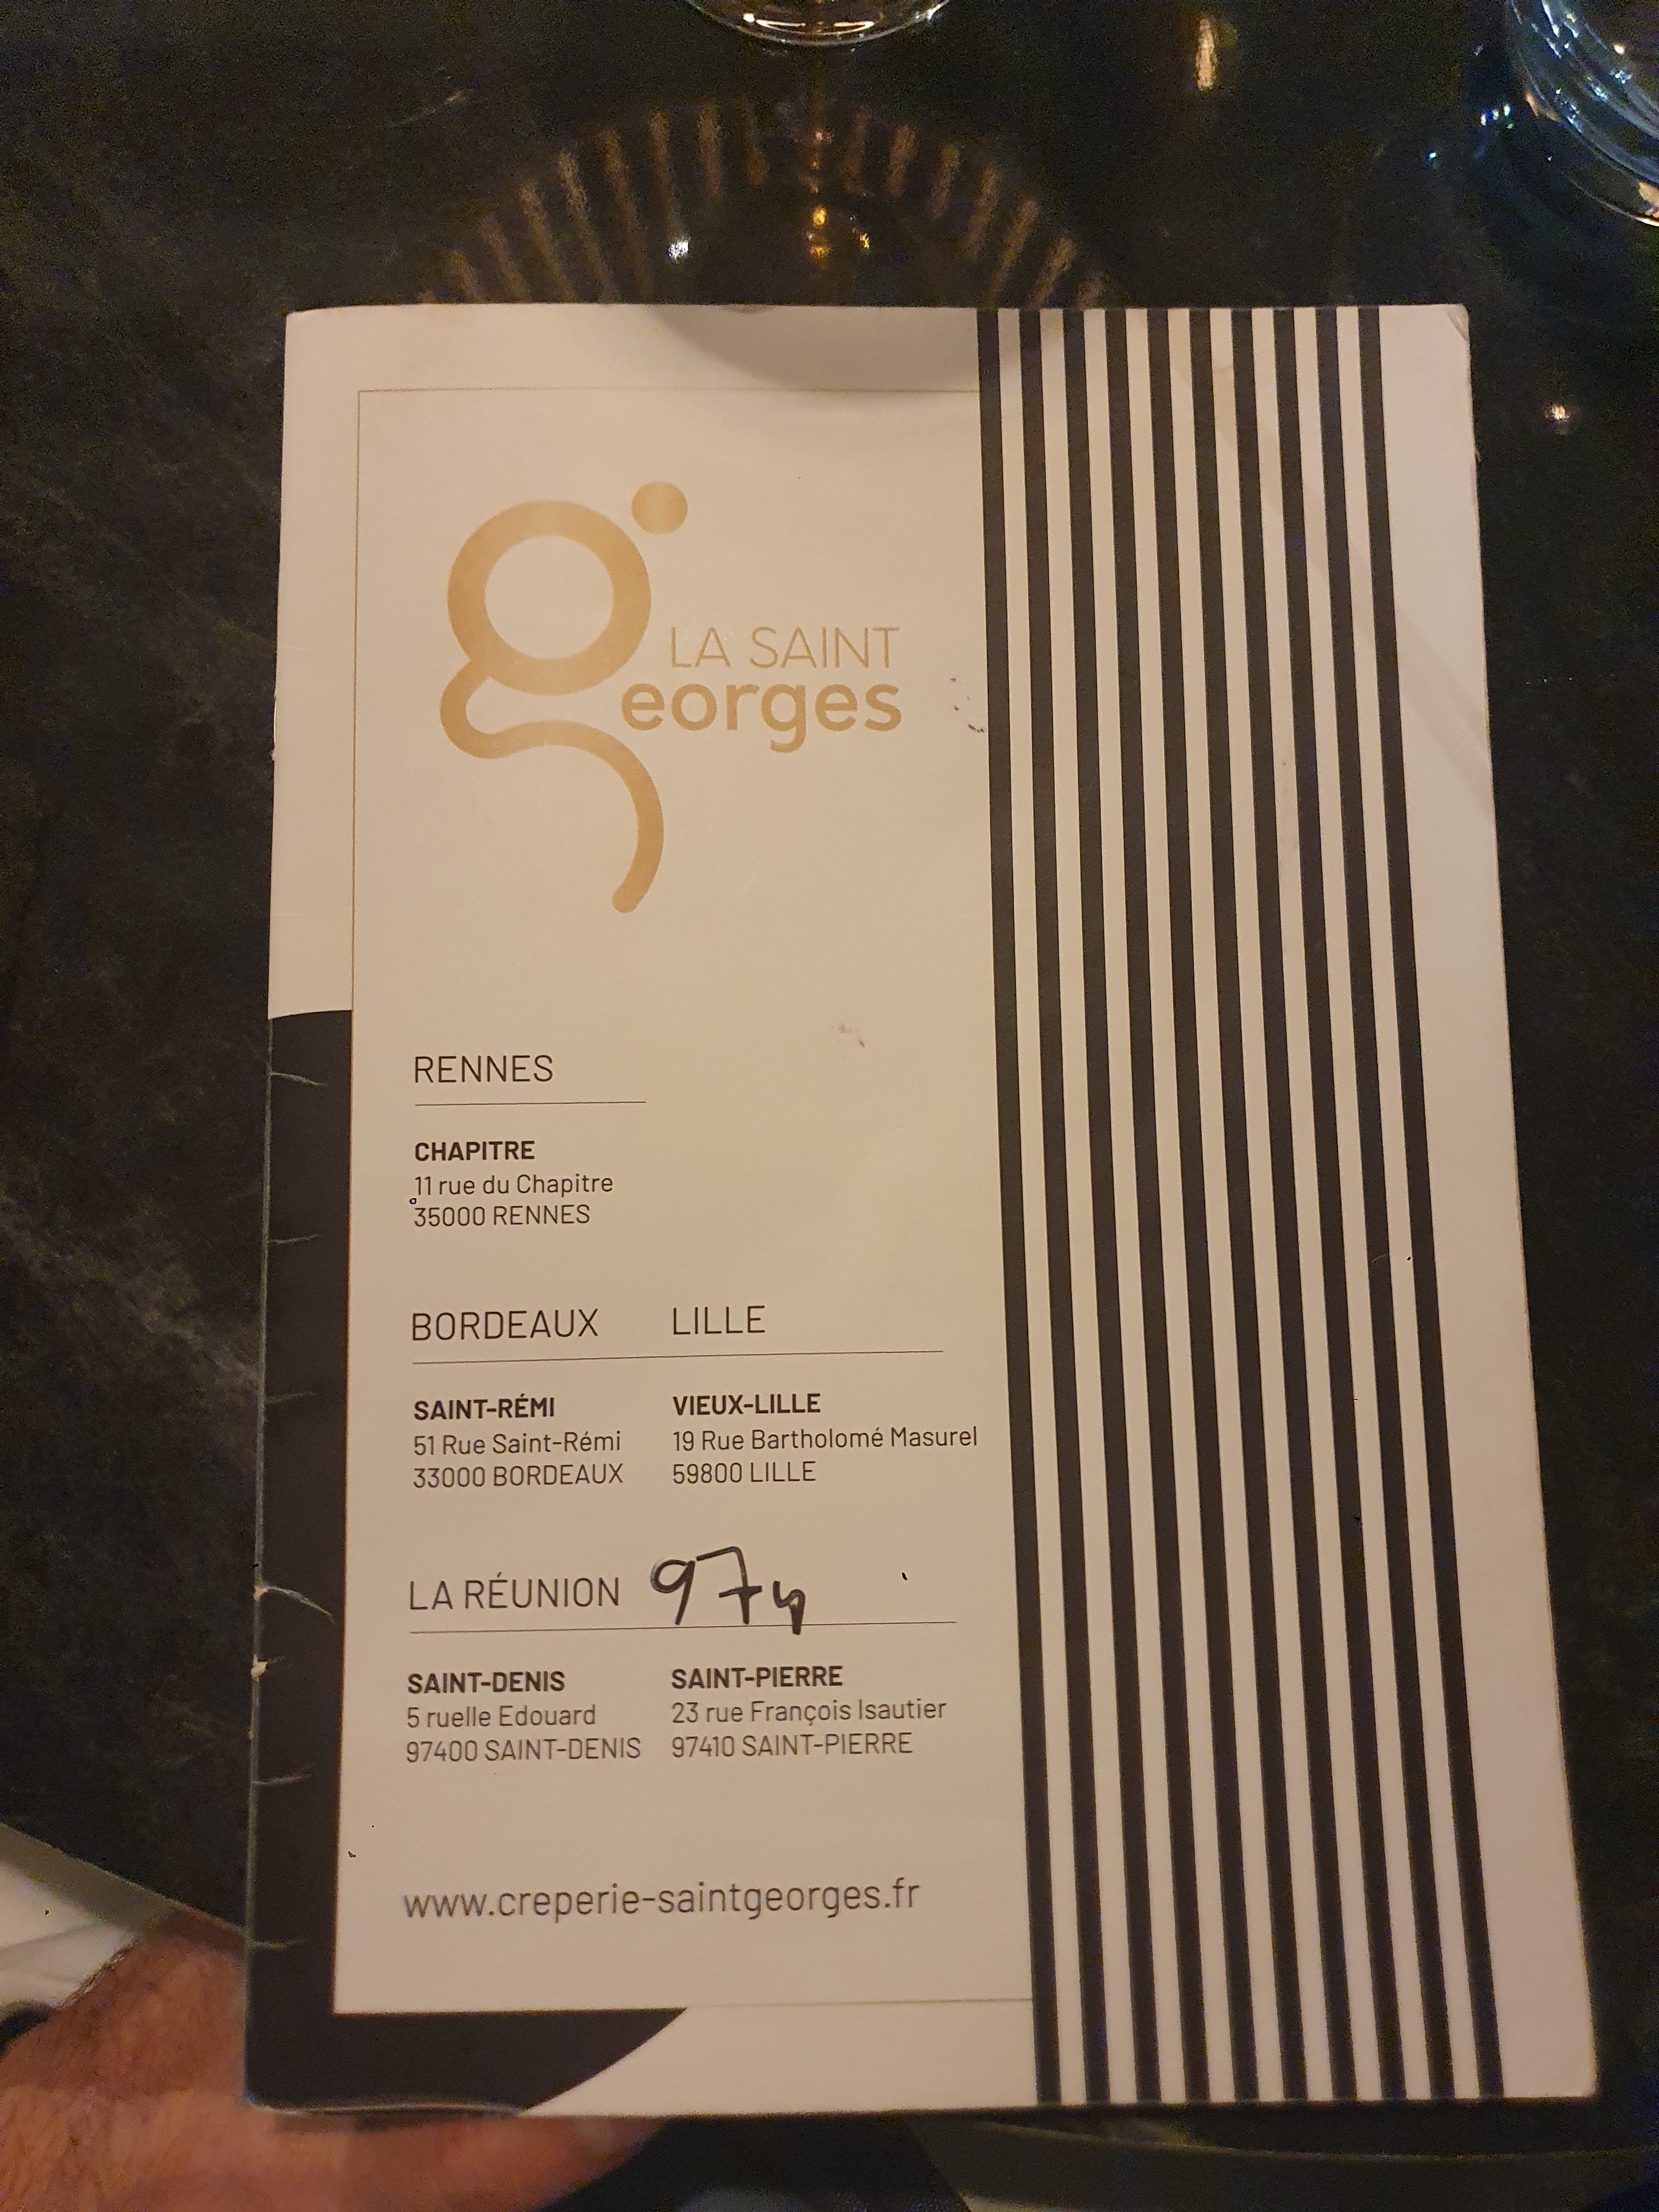 LA SAINT
georges
RENNES
CHAPITRE
11 rue du Chapitre
35000 RENNES
BORDEAUX
SAINT-RÉMI
51 Rue Saint-Rémi
33000 BORDEAUX
LILLE
VIEUX-LILLE
19 Rue Bartholomé Masurel
59800 LILLE
LA RÉUNION 974
SAINT-DENIS
5 ruelle Edouard
97400 SAINT-DENIS
SAINT-PIERRE
23 rue François Isautier
97410 SAINT-PIERRE
www.creperie-saintgeorges.fr